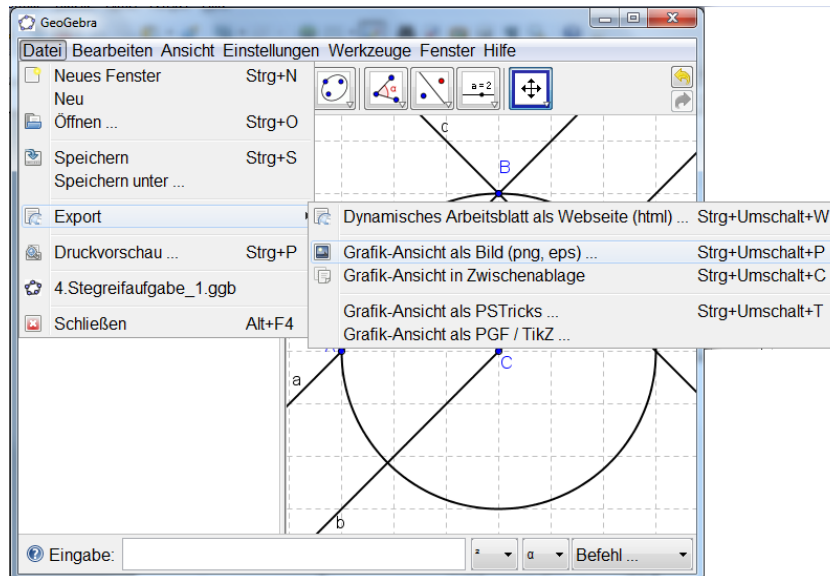 GeoGebra
Datei Bearbeiten Ansicht Einstellungen Werkzeuge Fenster Hilfe
Neues Fenster Strg+N
Neu
Öffnen ... Strg+O
Speichern Strg+S
Speichern unter ...
Export
Druckvorschau ... Strg+P
4.Stegreifaufgabe_1.ggb
Schließen Alt+F4
α
a=2
Dynamisches Arbeitsblatt als Webseite (html) ... Strg+Umschalt+W
Grafik-Ansicht als Bild (png, eps) ... Strg+Umschalt+P
Grafik-Ansicht in Zwischenablage Strg+Umschalt+C
Grafik-Ansicht als PSTricks ... Strg+Umschalt+T
Grafik-Ansicht als PGF / TikZ ...
c
B
C
a
b
Eingabe: ² α Befehl ...